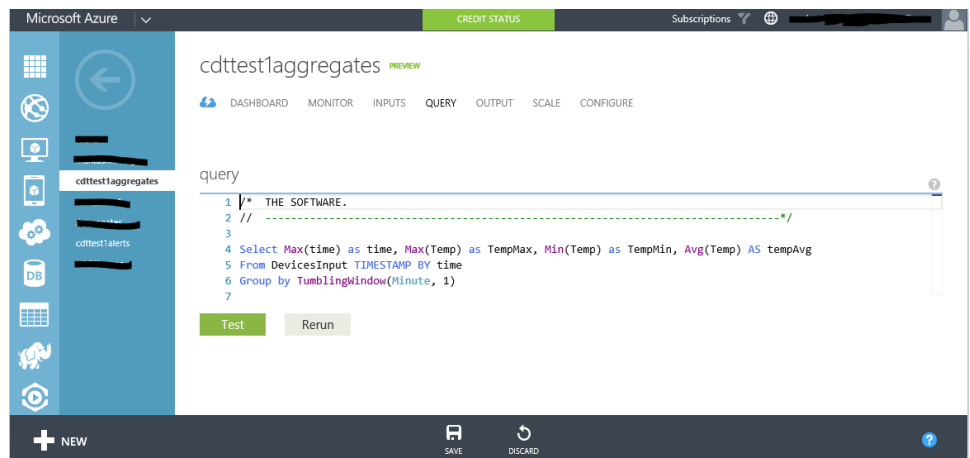 Microsoft Azure
CREDIT STATUS
Subscriptions
cdttest1aggregates PREVIEW
DASHBOARD MONITOR INPUTS QUERY OUTPUT SCALE CONFIGURE
cdttest1aggregates
cdttest1alerts
DB
query
?
1 /* THE SOFTWARE.
2 // --------------------------------------------------------------------------------*/
3
4 Select Max(time) as time, Max(Temp) as TempMax, Min(Temp) as TempMin, Avg(Temp) AS tempAvg
5 From DevicesInput TIMESTAMP BY time
6 Group by TumblingWindow(Minute, 1)
7
Test Rerun
NEW
SAVE
DISCARD
?